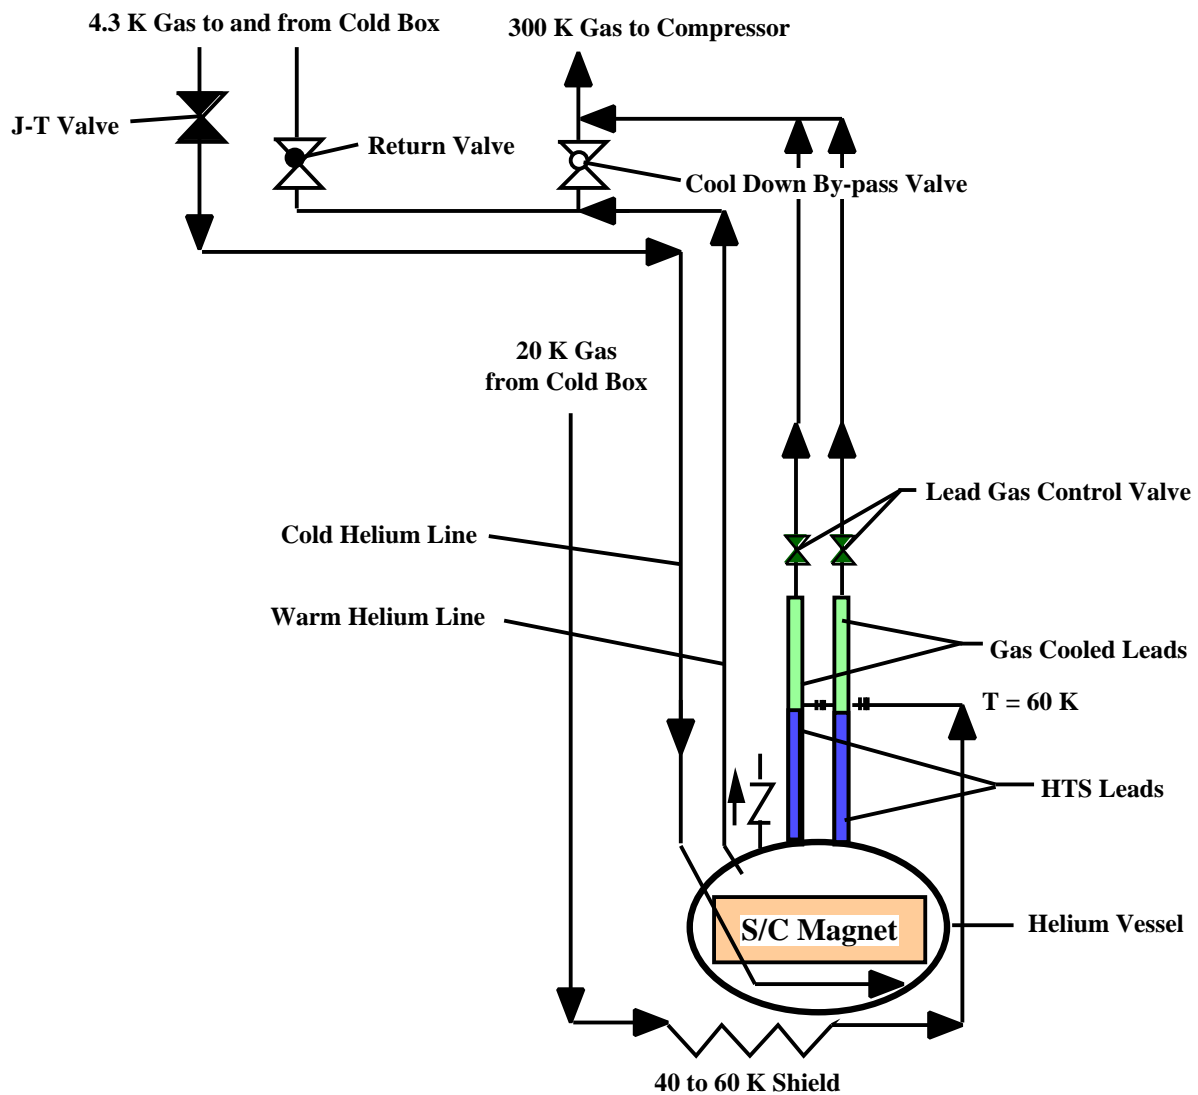 4.3 K Gas to and from Cold Box
300 K Gas to Compressor
J-T Valve
Return Valve
Cool Down By-pass Valve
20 K Gas
from Cold Box
Lead Gas Control Valve
Cold Helium Line
Warm Helium Line
Gas Cooled Leads
T = 60 K
HTS Leads
S/C Magnet
Helium Vessel
40 to 60 K Shield